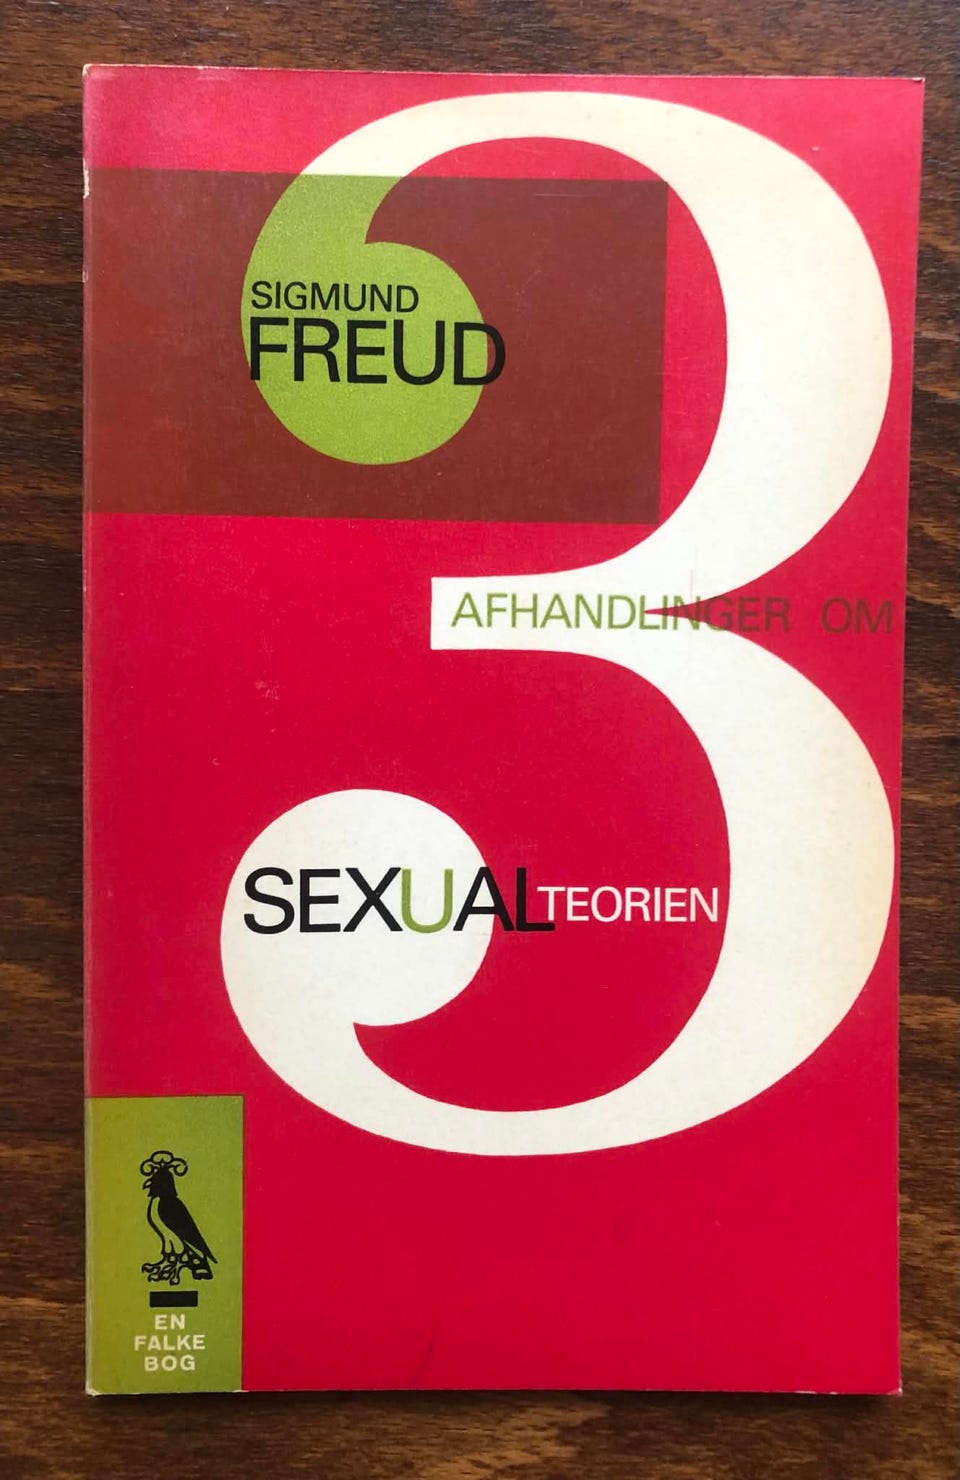 SIGMUND
FREUD
3
AFHANDLINGER OM
SEXUALTEORIEN
EN
FALKE
BOG